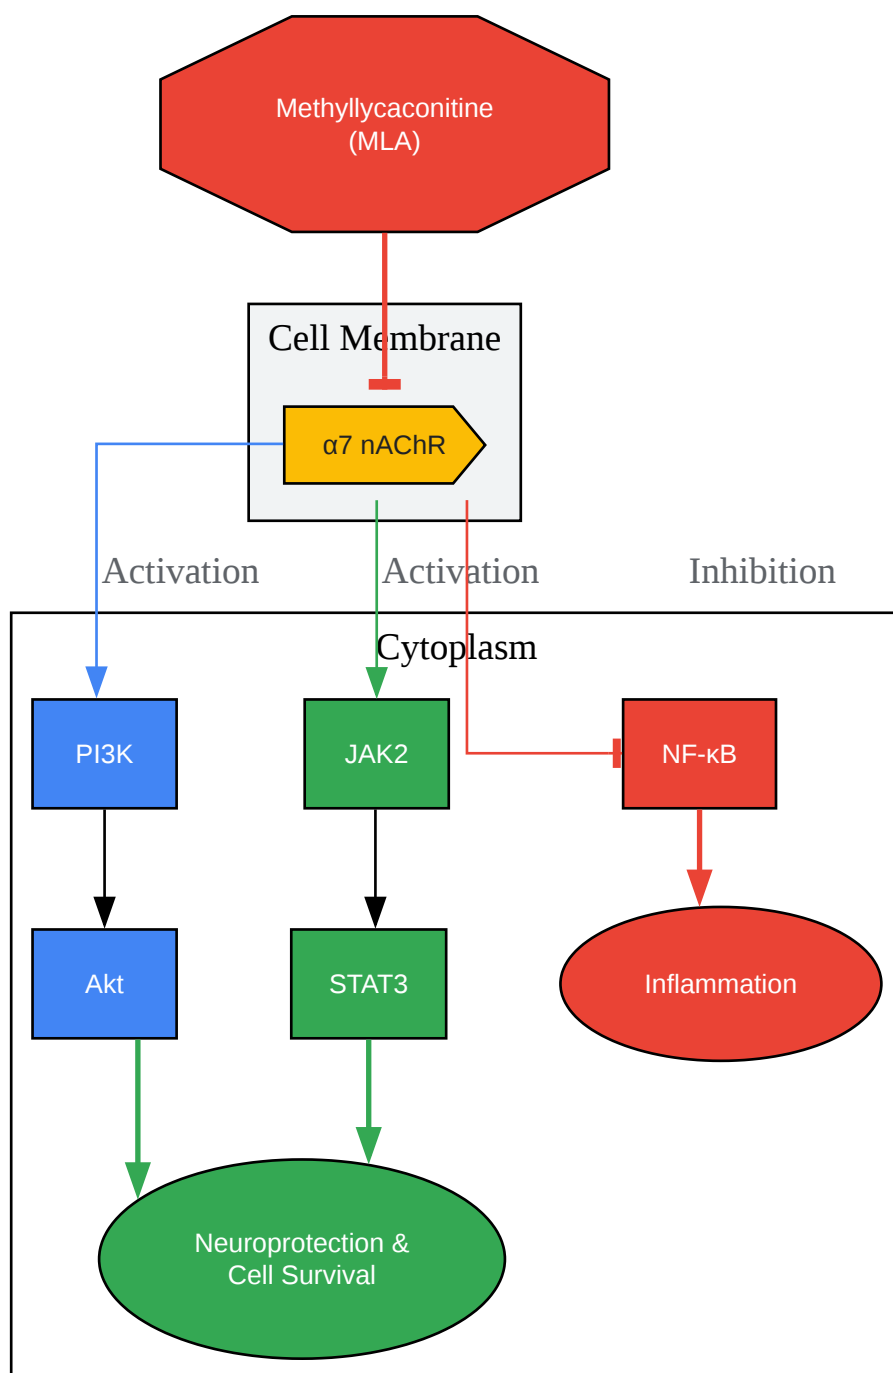 Methyllycaconitine
(MLA)
Cell Membrane
α7 nAChR
Activation
Activation
Inhibition
Cytoplasm
PI3K
JAK2
NF-κB
Akt
STAT3
Inflammation
Neuroprotection &
Cell Survival